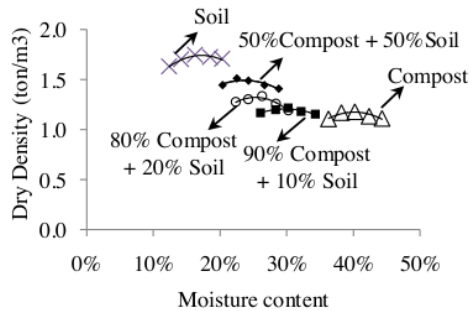 Soil
50%Compost + 50%Soil
Compost
80% Compost
+ 20% Soil
90% Compost
+ 10% Soil
Dry Density (ton/m3)
2.0
1.5
1.0
0.5
0.0
0% 10% 20% 30% 40% 50%
Moisture content